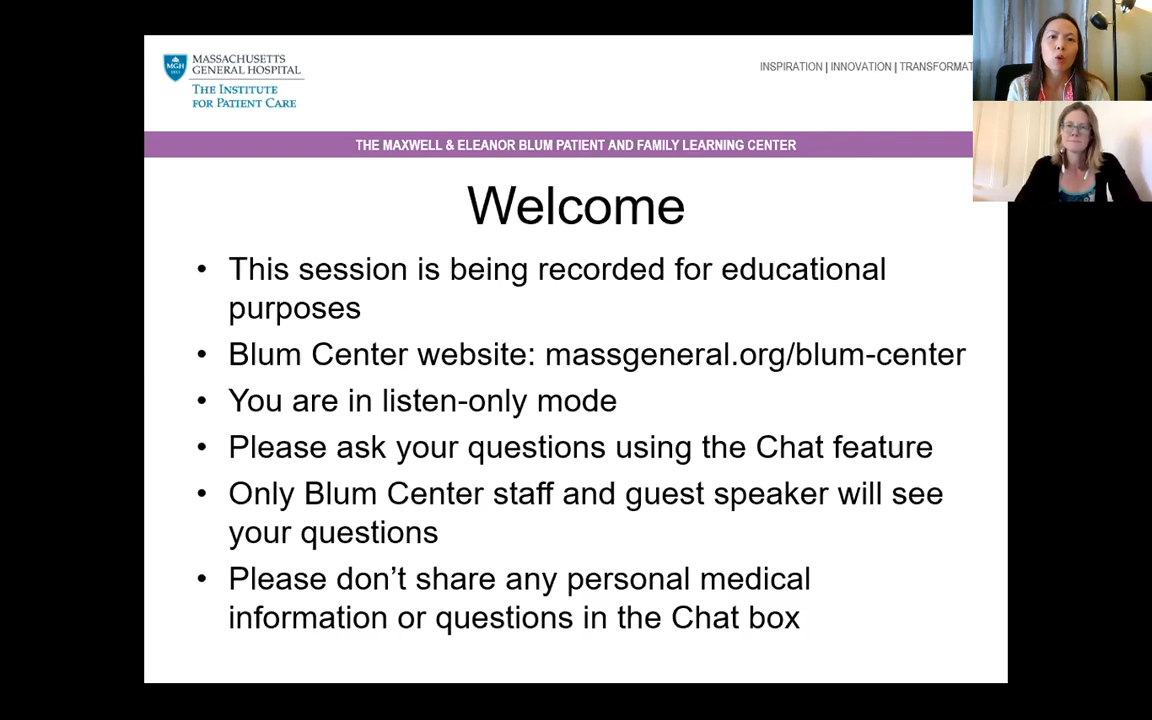 MASSACHUSETTS
GENERAL HOSPITAL
THE INSTITUTE
FOR PATIENT CARE
MGH
1811
INSPIRATION | INNOVATION | TRANSFORMAT
THE MAXWELL & ELEANOR BLUM PATIENT AND FAMILY LEARNING CENTER
Welcome
• This session is being recorded for educational
purposes
• Blum Center website: massgeneral.org/blum-center
• You are in listen-only mode
• Please ask your questions using the Chat feature
• Only Blum Center staff and guest speaker will see
your questions
• Please don’t share any personal medical
information or questions in the Chat box